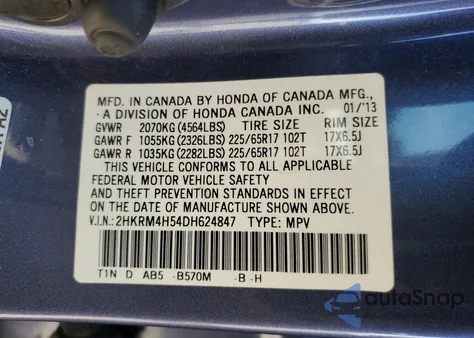 MFD. IN CANADA BY HONDA OF CANADA MFG.,
- A DIVISION OF HONDA CANADA INC. 01/'13
GVWR 2070KG (4564LBS) TIRE SIZE RIM SIZE
GAWR F 1055KG (2326LBS) 225/65R17 102T 17X6.5J
GAWR R 1035KG (2282LBS) 225/65R17 102T 17X6.5J
THIS VEHICLE CONFORMS TO ALL APPLICABLE
FEDERAL MOTOR VEHICLE SAFETY
AND THEFT PREVENTION STANDARDS IN EFFECT
ON THE DATE OF MANUFACTURE SHOWN ABOVE.
V.I.N.: 2HKRM4H54DH624847 TYPE: MPV
T1N D AB5 -B570M -B -H
autoSnap